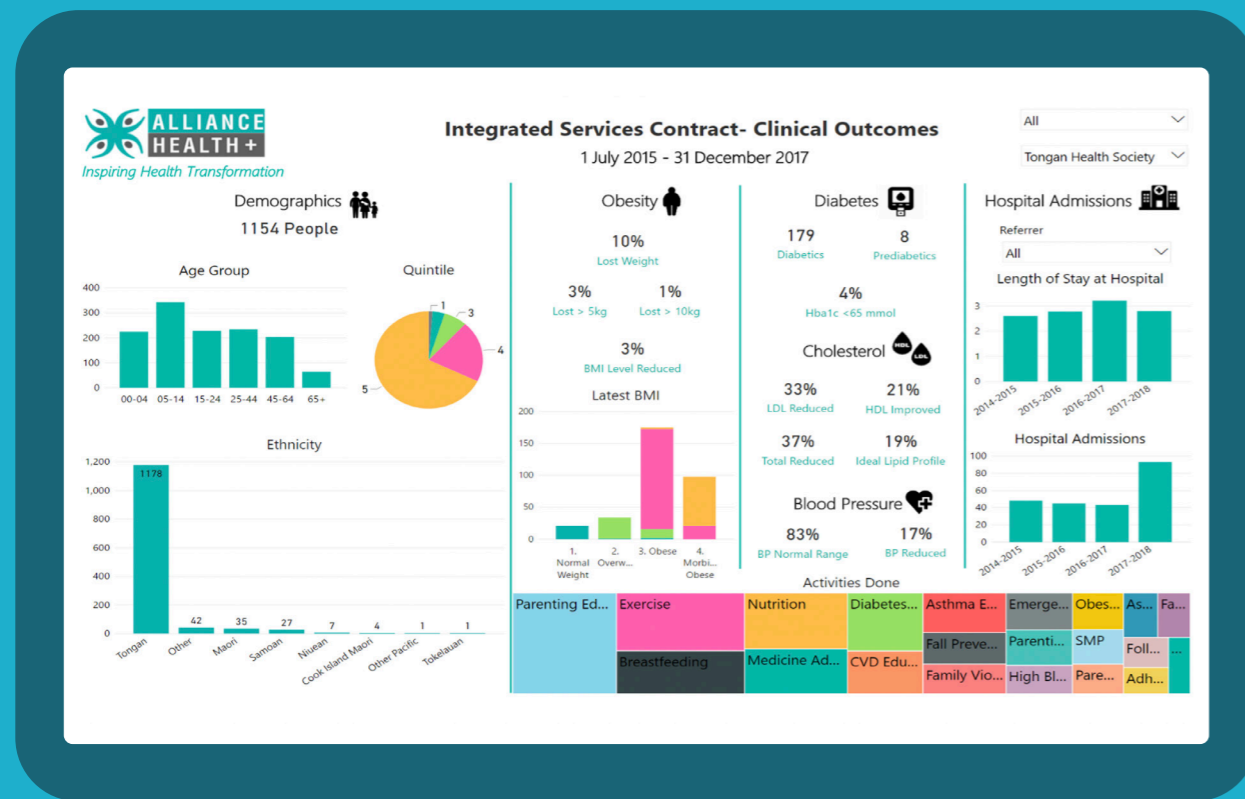 ALLIANCE
HEALTH +
Inspiring Health Transformation
Integrated Services Contract- Clinical Outcomes
1 July 2015 - 31 December 2017
All
Tongan Health Society
Demographics
1154 People
Age Group
400
300
200
100
0
00-04 05-14 15-24 25-44 45-64 65+
Quintile
1
3
4
5
Ethnicity
1,200
1,000
800
600
400
200
0
1178
42
35
27
7
4
1
1
Tongan
Other
Maori
Samoan
Niuean
Cook Island Maori
Other Pacific
Tokelauan
Obesity
10%
Lost Weight
3% 1%
Lost > 5kg Lost > 10kg
3%
BMI Level Reduced
Latest BMI
200
150
100
50
0
1. Normal Weight
2. Overw...
3. Obese
4. Morbi... Obese
Diabetes
179 8
Diabetics Prediabetics
4%
Hba1c <65 mmol
Cholesterol
HDL
LDL
33% 21%
LDL Reduced HDL Improved
37% 19%
Total Reduced Ideal Lipid Profile
Blood Pressure
83% 17%
BP Normal Range BP Reduced
Hospital Admissions
Referrer
All
Length of Stay at Hospital
3
2
1
0
2014-2015
2015-2016
2016-2017
2017-2018
Hospital Admissions
100
80
60
40
20
0
2014-2015
2015-2016
2016-2017
2017-2018
Activities Done
Parenting Ed...
Exercise
Breastfeeding
Nutrition
Medicine Ad...
Diabetes...
CVD Edu...
Asthma E...
Fall Preve...
Family Vio...
Emerge...
Parenti...
High Bl...
Obes...
SMP
Pare...
As...
Fa...
Foll...
Adh...
...